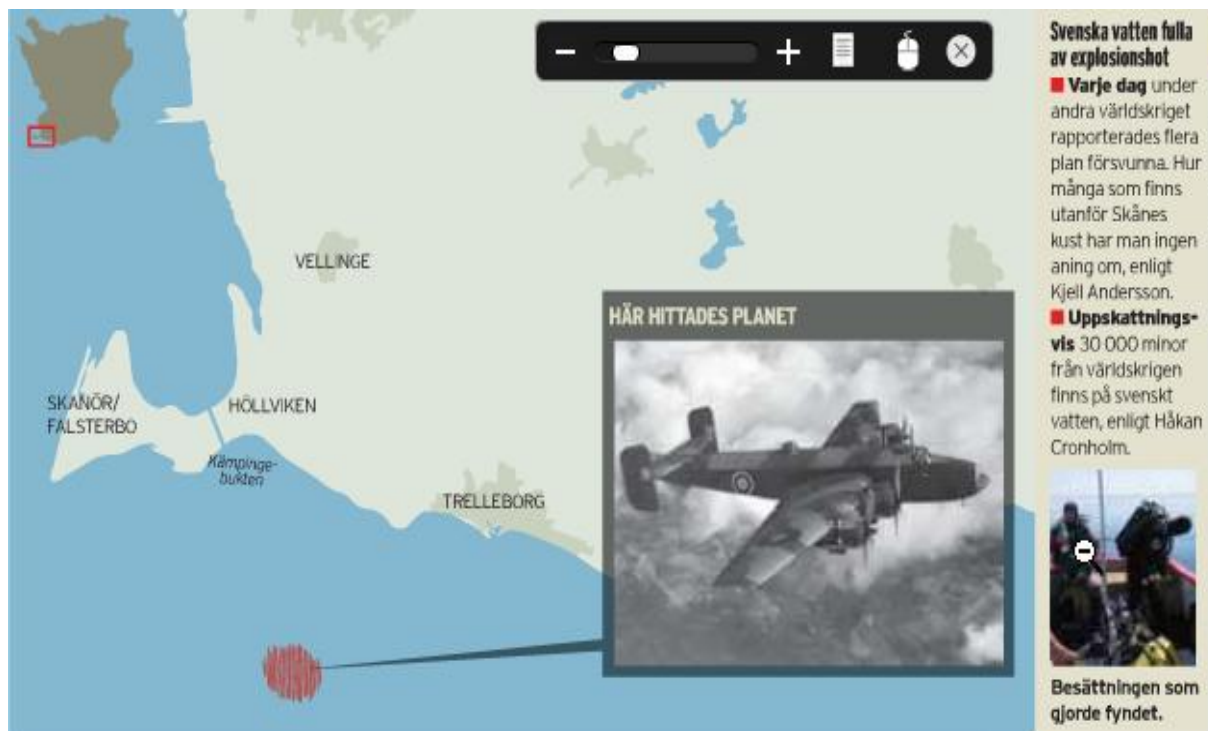 VELLINGE
SKANÖR/
FALSTERBO
HÖLLVIKEN
Kämpinge-
bukten
TRELLEBORG
HÄR HITTADES PLANET
Svenska vatten fulla
av explosionshot
Varje dag under
andra världskriget
rapporterades flera
plan försvunna. Hur
många som finns
utanför Skånes
kust har man ingen
aning om, enligt
Kjell Andersson.
Uppskattnings-
vis 30 000 minor
från världskrigen
finns på svenskt
vatten, enligt Håkan
Cronholm.
Besättningen som
gjorde fyndet.